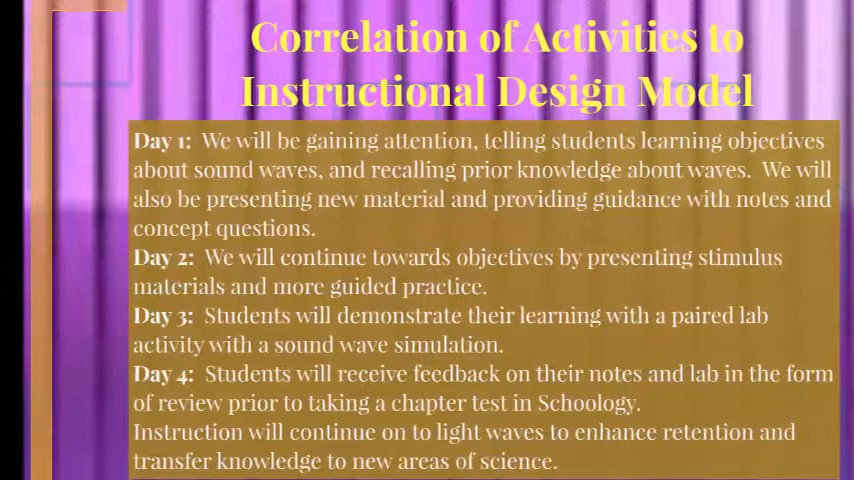 Correlation of Activities to
Instructional Design Model
Day 1: We will be gaining attention, telling students learning objectives
about sound waves, and recalling prior knowledge about waves. We will
also be presenting new material and providing guidance with notes and
concept questions.
Day 2: We will continue towards objectives by presenting stimulus
materials and more guided practice.
Day 3: Students will demonstrate their learning with a paired lab
activity with a sound wave simulation.
Day 4: Students will receive feedback on their notes and lab in the form
of review prior to taking a chapter test in Schoology.
Instruction will continue on to light waves to enhance retention and
transfer knowledge to new areas of science.